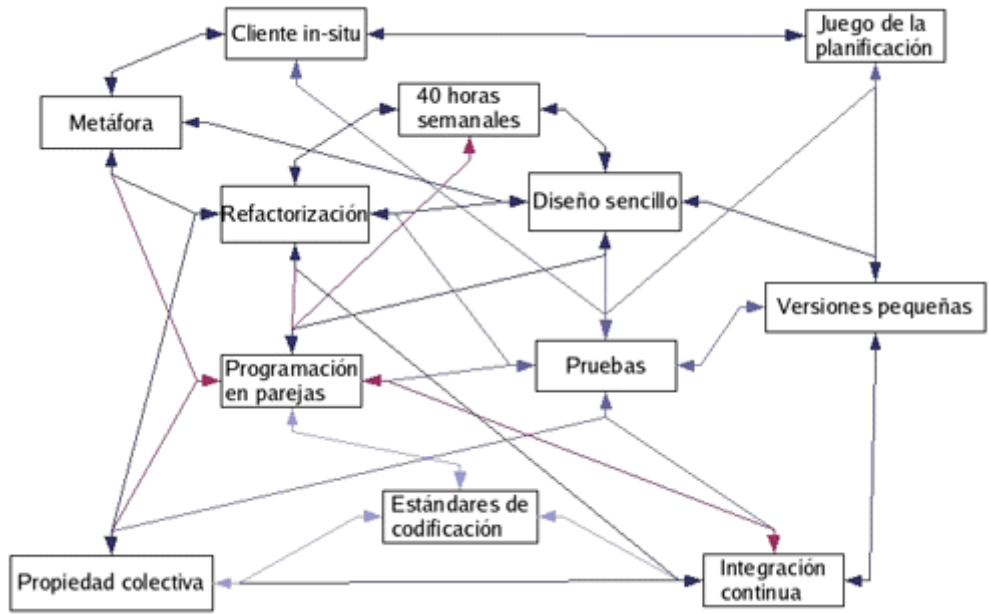 Cliente in-situ
Juego de la
planificación
40 horas
semanales
Metáfora
Refactorización
Diseño sencillo
Versiones pequeñas
Programación
en parejas
Pruebas
Estándares de
codificación
Propiedad colectiva
Integración
continua